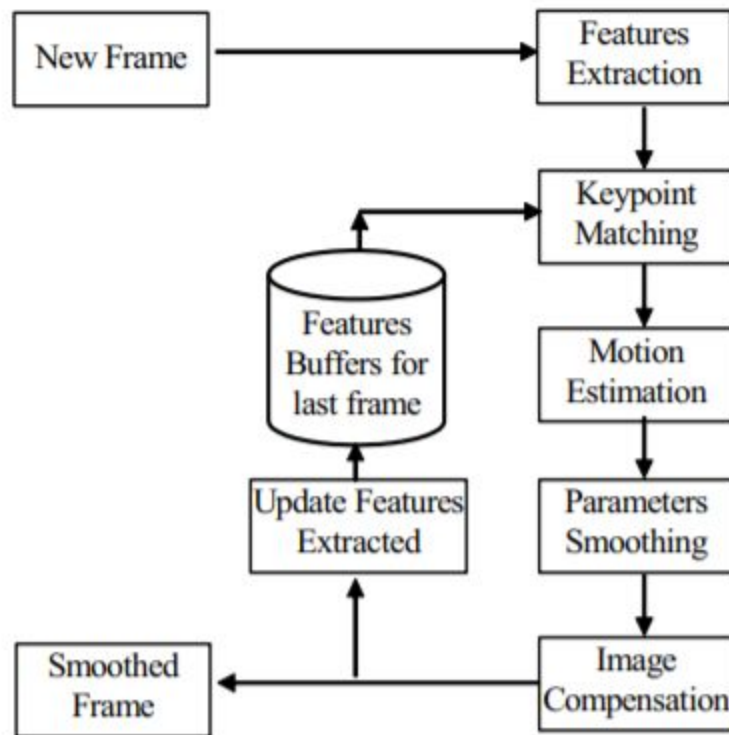 New Frame
Features
Extraction
Keypoint
Matching
Features
Buffers for
last frame
Motion
Estimation
Update Features
Extracted
Parameters
Smoothing
Smoothed
Frame
Image
Compensation